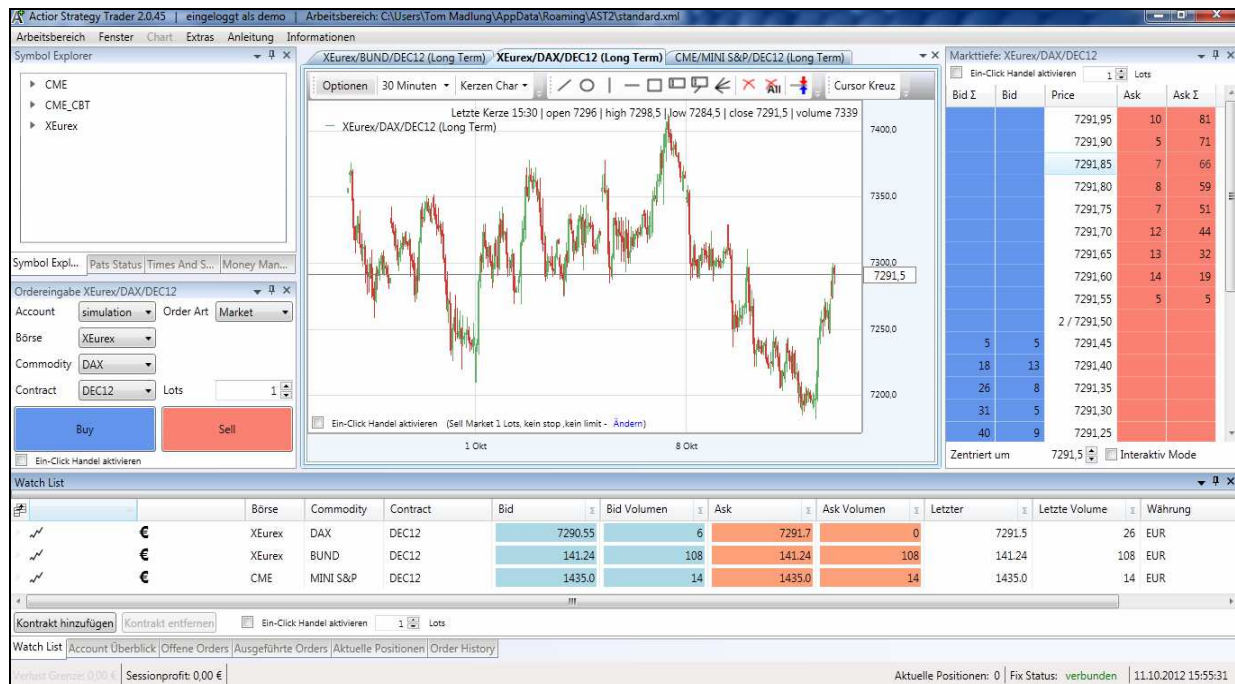 Actior Strategy Trader 2.0.45 | eingeloggt als demo | Arbeitsbereich: C:\Users\Tom Madlung\AppData\Roaming\AST2\standard.xml
Arbeitsbereich Fenster Chart Extras Anleitung Informationen
Symbol Explorer
CME
CME_CBT
XEurex
Symbol Expl... Pats Status Times And S... Money Man...
Ordereingabe XEurex/DAX/DEC12
Account simulation Order Art Market
Börse XEurex
Commodity DAX
Contract DEC12 Lots 1
Buy Sell
Ein-Click Handel aktivieren
XEurex/BUND/DEC12 (Long Term) XEurex/DAX/DEC12 (Long Term) CME/MINI S&P/DEC12 (Long Term)
Optionen 30 Minuten Kerzen Char All Cursor Kreuz
Letzte Kerze 15:30 | open 7296 | high 7298,5 | low 7284,5 | close 7291,5 | volume 7339
XEurex/DAX/DEC12 (Long Term)
7400.0
7350.0
7300.0
7291,5
7250.0
7200.0
Ein-Click Handel aktivieren (Sell Market 1 Lots, kein stop ,kein limit - Ändern)
1 Okt 8 Okt
Markttiefe: XEurex/DAX/DEC12
Ein-Click Handel aktivieren 1 Lots
Bid Σ Bid Price Ask Ask Σ
7291,95 10 81
7291,90 5 71
7291,85 7 66
7291,80 8 59
7291,75 7 51
7291,70 12 44
7291,65 13 32
7291,60 14 19
7291,55 5 5
2 / 7291,50
5 5 7291,45
18 13 7291,40
26 8 7291,35
31 5 7291,30
40 9 7291,25
Zentriert um 7291,5 Interaktiv Mode
Watch List
Börse Commodity Contract Bid Σ Bid Volumen Σ Ask Σ Ask Volumen Σ Letzter Σ Letzte Volume Σ Währung
€ XEurex DAX DEC12 7290.55 6 7291.7 0 7291.5 26 EUR
€ XEurex BUND DEC12 141.24 108 141.24 108 141.24 108 EUR
€ CME MINI S&P DEC12 1435.0 14 1435.0 14 1435.0 14 EUR
Kontrakt hinzufügen Kontrakt entfernen Ein-Click Handel aktivieren 1 Lots
Watch List Account Überblick Offene Orders Ausgeführte Orders Aktuelle Positionen Order History
Verlust Grenze: 0,00 € Sessionprofit: 0,00 € Aktuelle Positionen: 0 Fix Status: verbunden 11.10.2012 15:55:31